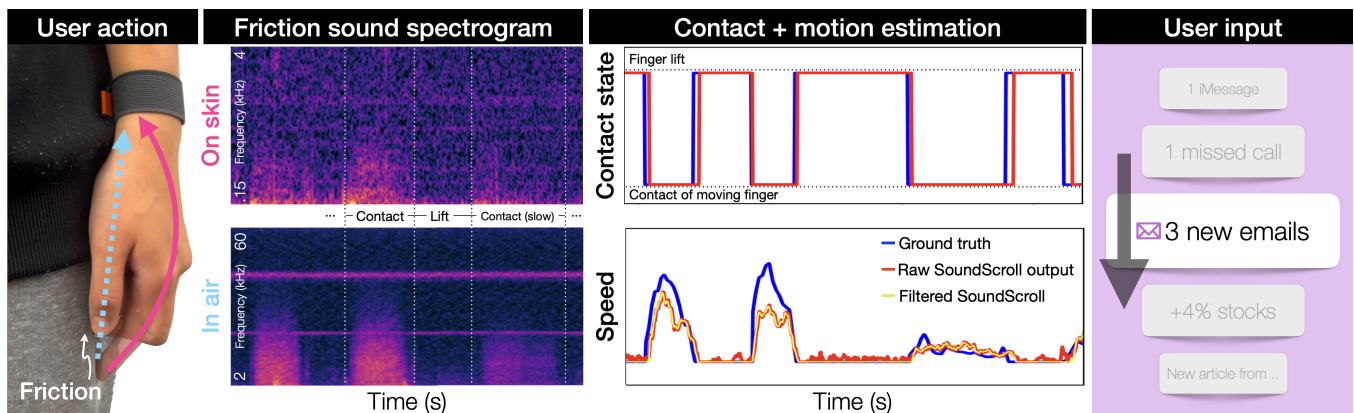 User action
Friction
Friction sound spectrogram
On skin
Frequency (kHz)
4
.15
...
Contact
Lift
Contact (slow)
...
In air
Frequency (kHz)
60
2
Time (s)
Contact + motion estimation
Contact state
Finger lift
Contact of moving finger
Speed
Ground truth
Raw SoundScroll output
Filtered SoundScroll
Time (s)
User input
1 iMessage
1 missed call
3 new emails
+4% stocks
New article from ..